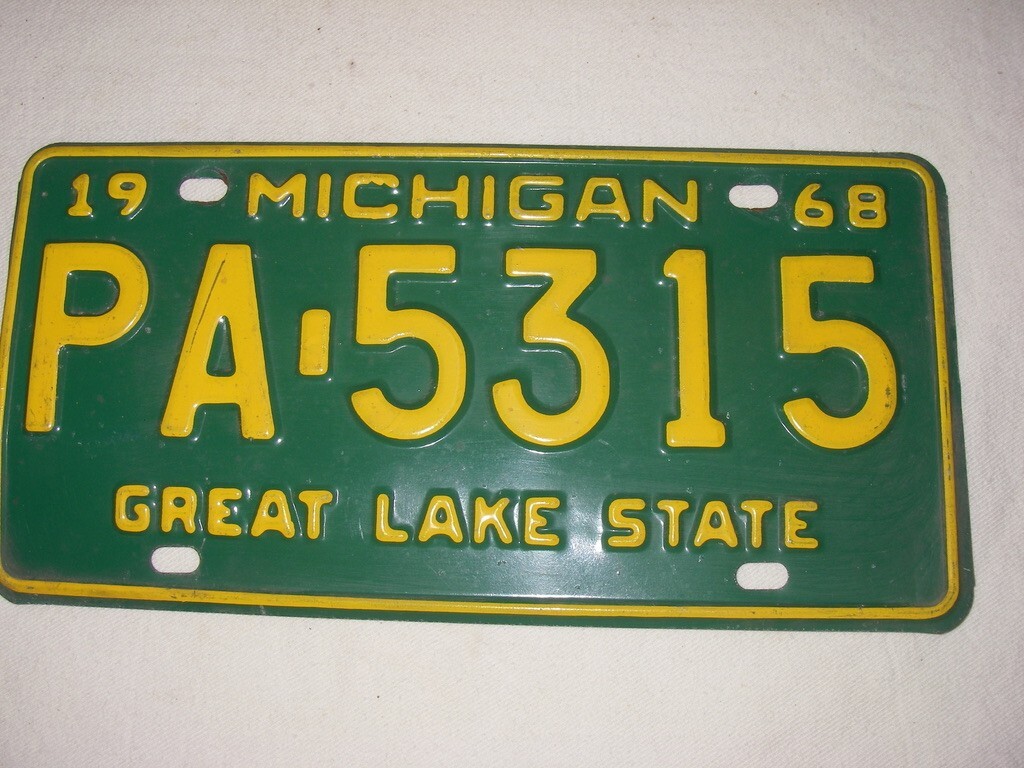 19 MICHIGAN 68
PA-5315
GREAT LAKE STATE